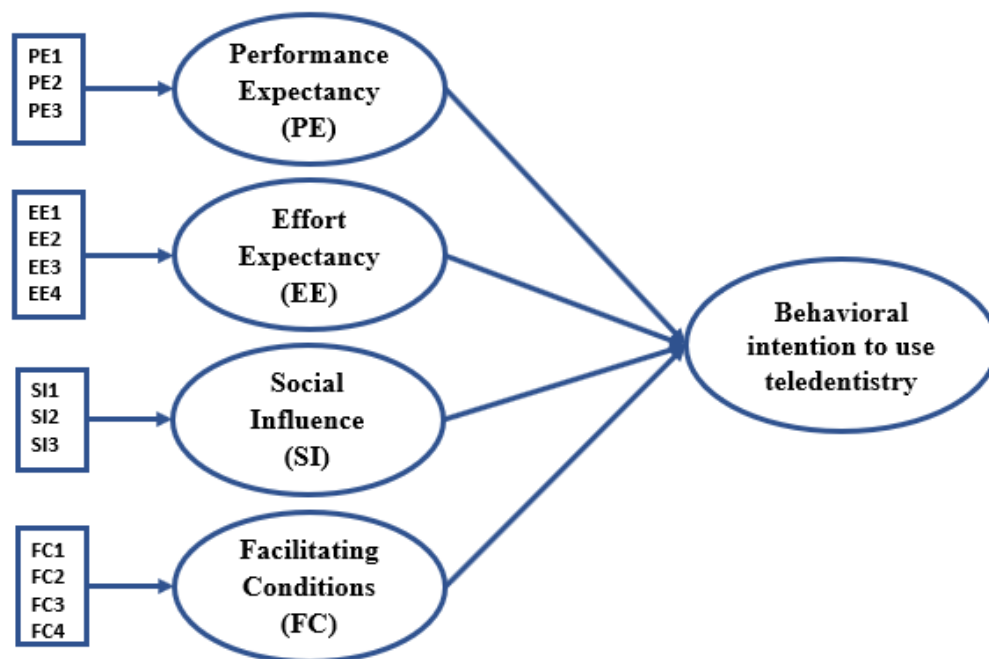 PE1
PE2
PE3
Performance
Expectancy
(PE)
EE1
EE2
EE3
EE4
Effort
Expectancy
(EE)
SI1
SI2
SI3
Social
Influence
(SI)
FC1
FC2
FC3
FC4
Facilitating
Conditions
(FC)
Behavioral
intention to use
teledentistry